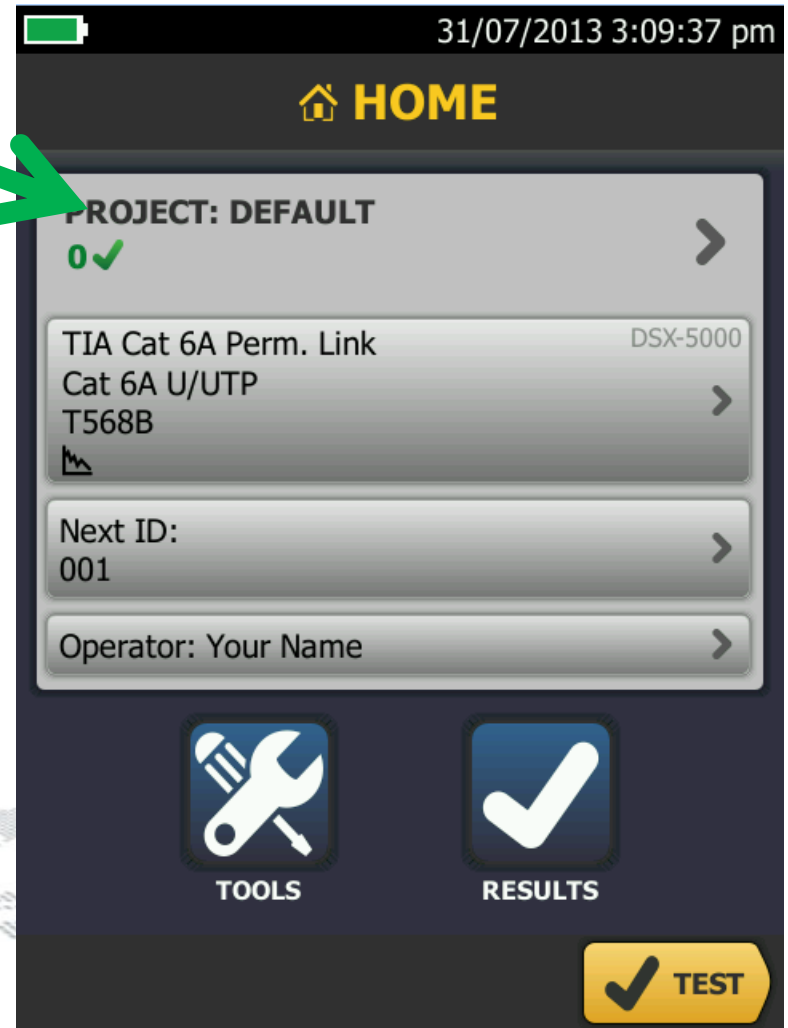 31/07/2013 3:09:37 pm
HOME
PROJECT: DEFAULT
0
TIA Cat 6A Perm. Link
DSX-5000
Cat 6A U/UTP
T568B
Next ID:
001
Operator: Your Name
TOOLS
RESULTS
TEST